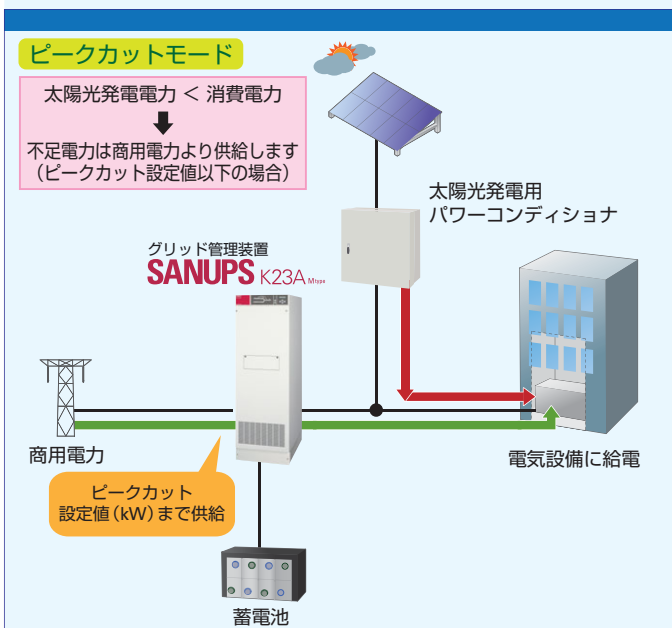 ピークカットモード
太陽光発電電力 < 消費電力
不足電力は商用電力より供給します
（ピークカット設定値以下の場合）
太陽光発電用
パワーコンディショナ
グリッド管理装置
SANUPS K23A Mtype
商用電力
電気設備に給電
ピークカット
設定値（kW）まで供給
蓄電池